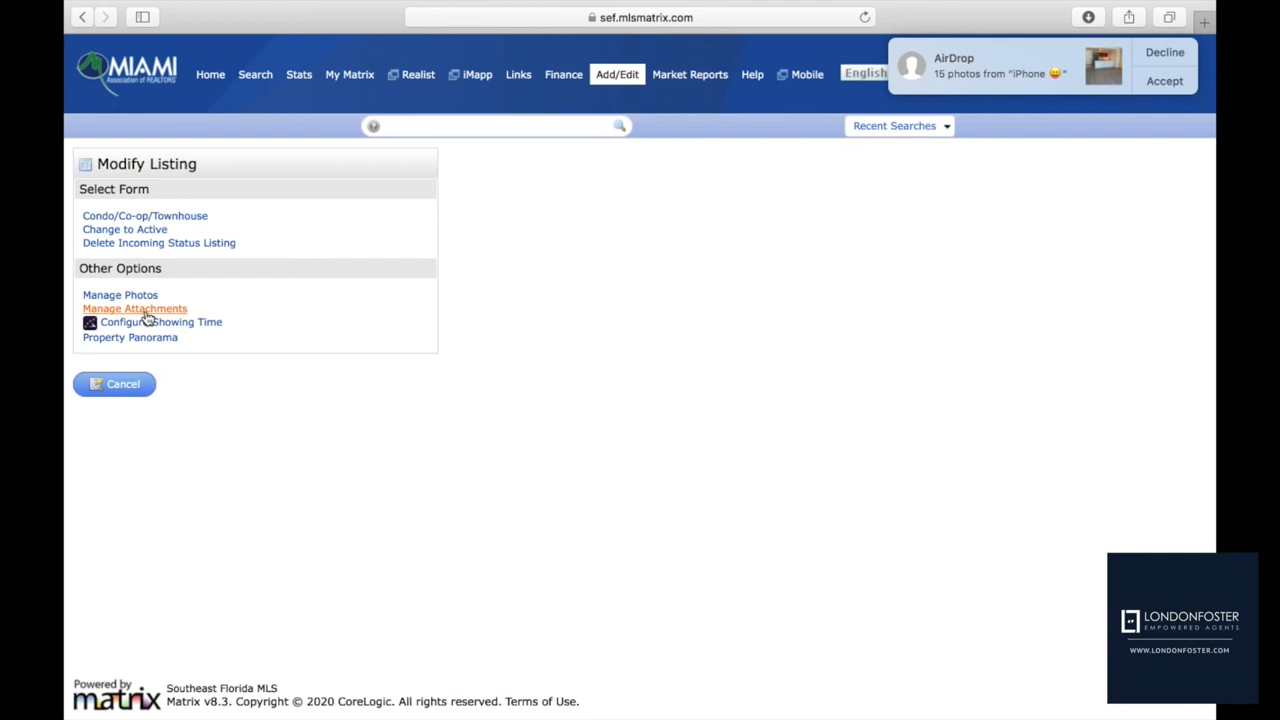 sef.mlsmatrix.com
MIAMI
Association of REALTORS®
Home Search Stats My Matrix Realist iMapp Links Finance Add/Edit Market Reports Help Mobile English
AirDrop
15 photos from "iPhone 😛"
Decline
Accept
Recent Searches
Modify Listing
Select Form
Condo/Co-op/Townhouse
Change to Active
Delete Incoming Status Listing
Other Options
Manage Photos
Manage Attachments
Configure Showing Time
Property Panorama
Cancel
LONDONFOSTER
EMPOWERED AGENTS
WWW.LONDONFOSTER.COM
Powered by
matrix
Southeast Florida MLS
Matrix v8.3. Copyright © 2020 CoreLogic. All rights reserved. Terms of Use.